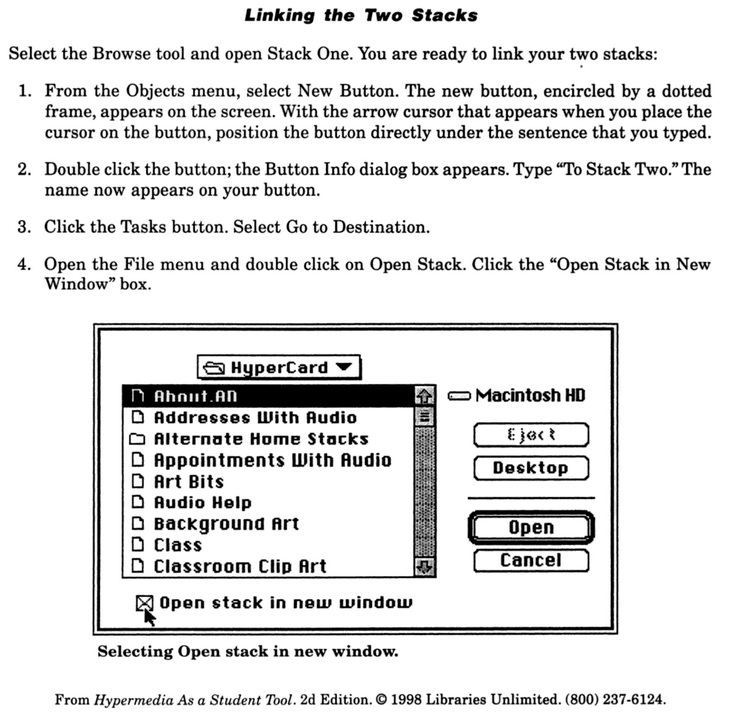 Linking the Two Stacks
Select the Browse tool and open Stack One. You are ready to link your two stacks:
1. From the Objects menu, select New Button. The new button, encircled by a dotted
frame, appears on the screen. With the arrow cursor that appears when you place the
cursor on the button, position the button directly under the sentence that you typed.
2. Double click the button; the Button Info dialog box appears. Type “To Stack Two.” The
name now appears on your button.
3. Click the Tasks button. Select Go to Destination.
4. Open the File menu and double click on Open Stack. Click the “Open Stack in New
Window” box.
HyperCard
About.AD
Addresses With Audio
Alternate Home Stacks
Appointments With Audio
Art Bits
Audio Help
Background Art
Class
Classroom Clip Art
Macintosh HD
Eject
Desktop
Open
Cancel
Open stack in new window
Selecting Open stack in new window.
From Hypermedia As a Student Tool. 2d Edition. © 1998 Libraries Unlimited. (800) 237-6124.